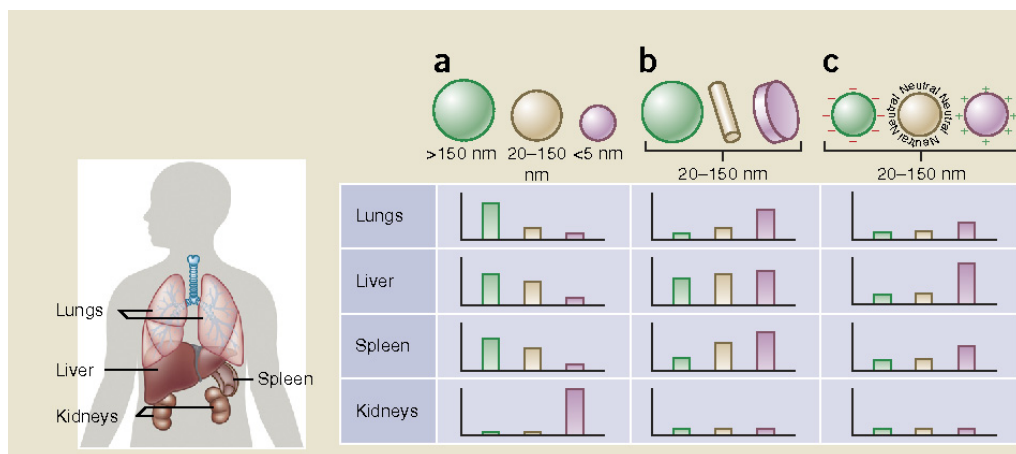 a
b
c
>150 nm
20–150
nm
<5 nm
20–150 nm
Neutral Neutral Neutral Neutral
− − − − − − − −
+ + + + + + + +
20–150 nm
Lungs
Liver
Spleen
Kidneys
Lungs
Liver
Spleen
Kidneys